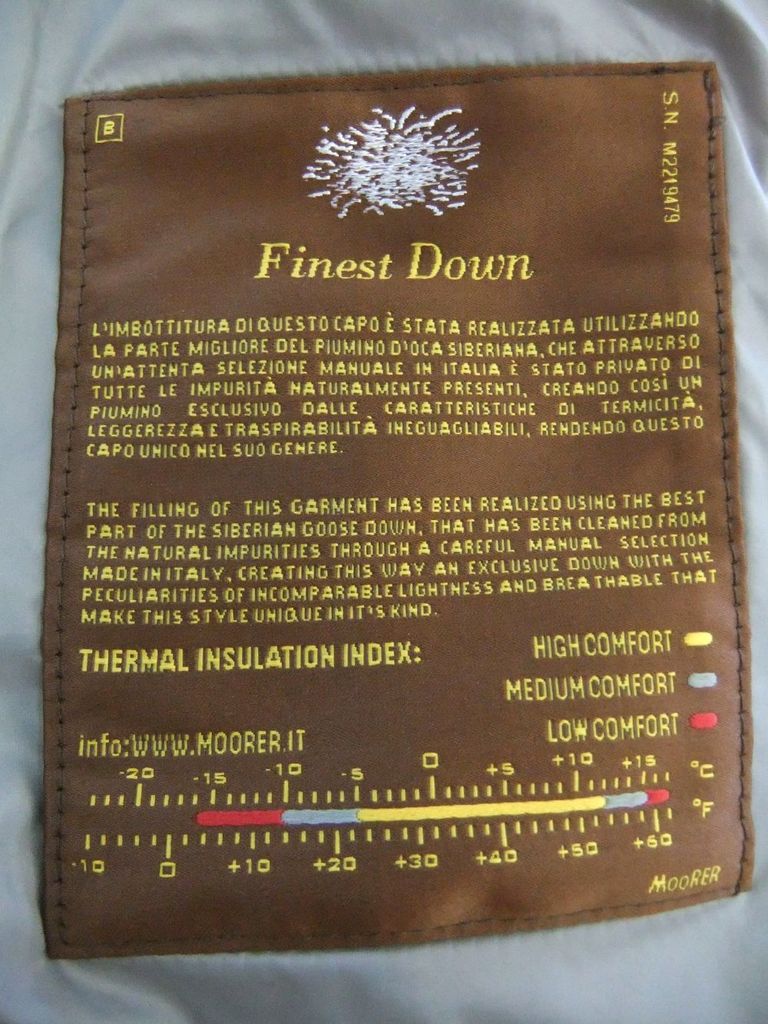 B
S.N. M2219479
Finest Down
L'IMBOTTITURA DI QUESTO CAPO È STATA REALIZZATA UTILIZZANDO
LA PARTE MIGLIORE DEL PIUMINO D'OCA SIBERIANA, CHE ATTRAVERSO
UN'ATTENTA SELEZIONE MANUALE IN ITALIA È STATO PRIVATO DI
TUTTE LE IMPURITÀ NATURALMENTE PRESENTI, CREANDO COSÌ UN
PIUMINO ESCLUSIVO DALLE CARATTERISTICHE DI TERMICITÀ,
LEGGEREZZA E TRASPIRABILITÀ INEGUAGLIABILI, RENDENDO QUESTO
CAPO UNICO NEL SUO GENERE.
THE FILLING OF THIS GARMENT HAS BEEN REALIZED USING THE BEST
PART OF THE SIBERIAN GOOSE DOWN, THAT HAS BEEN CLEANED FROM
THE NATURAL IMPURITIES THROUGH A CAREFUL MANUAL SELECTION
MADE IN ITALY, CREATING THIS WAY AN EXCLUSIVE DOWN WITH THE
PECULIARITIES OF INCOMPARABLE LIGHTNESS AND BREATHABLE THAT
MAKE THIS STYLE UNIQUE IN IT'S KIND.
THERMAL INSULATION INDEX:
HIGH COMFORT
MEDIUM COMFORT
LOW COMFORT
info:WWW.MOORER.IT
-20 -15 -10 -5 0 +5 +10 +15 °C
°F
-10 0 +10 +20 +30 +40 +50 +60
MOORER